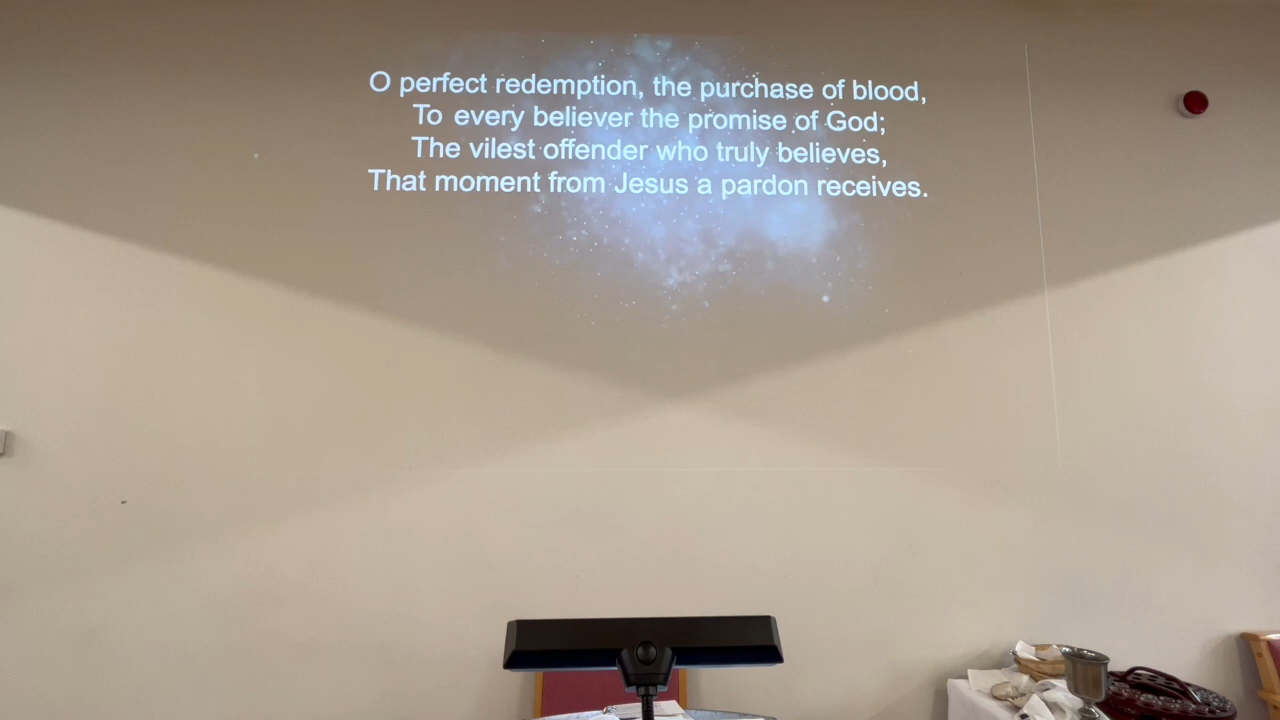 O perfect redemption, the purchase of blood,
To every believer the promise of God;
The vilest offender who truly believes,
That moment from Jesus a pardon receives.